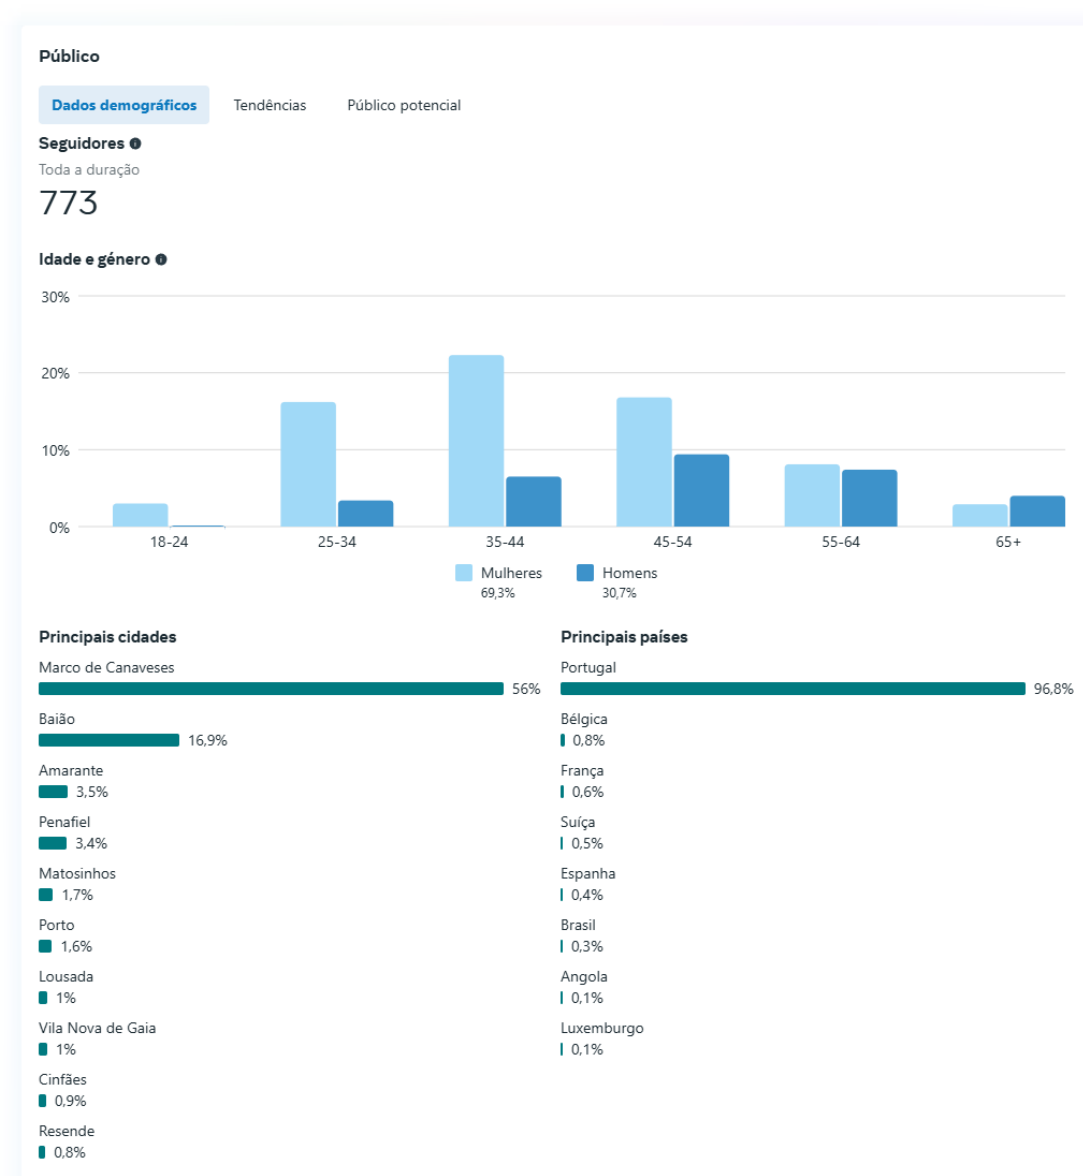 Público
Dados demográficos Tendências Público potencial
Seguidores
Toda a duração
773
Idade e género
30%
20%
10%
0%
18-24 25-34 35-44 45-54 55-64 65+
Mulheres Homens
69,3% 30,7%
Principais cidades
Marco de Canaveses
56%
Baião
16,9%
Amarante
3,5%
Penafiel
3,4%
Matosinhos
1,7%
Porto
1,6%
Lousada
1%
Vila Nova de Gaia
1%
Cinfães
0,9%
Resende
0,8%
Principais países
Portugal
96,8%
Bélgica
0,8%
França
0,6%
Suíça
0,5%
Espanha
0,4%
Brasil
0,3%
Angola
0,1%
Luxemburgo
0,1%